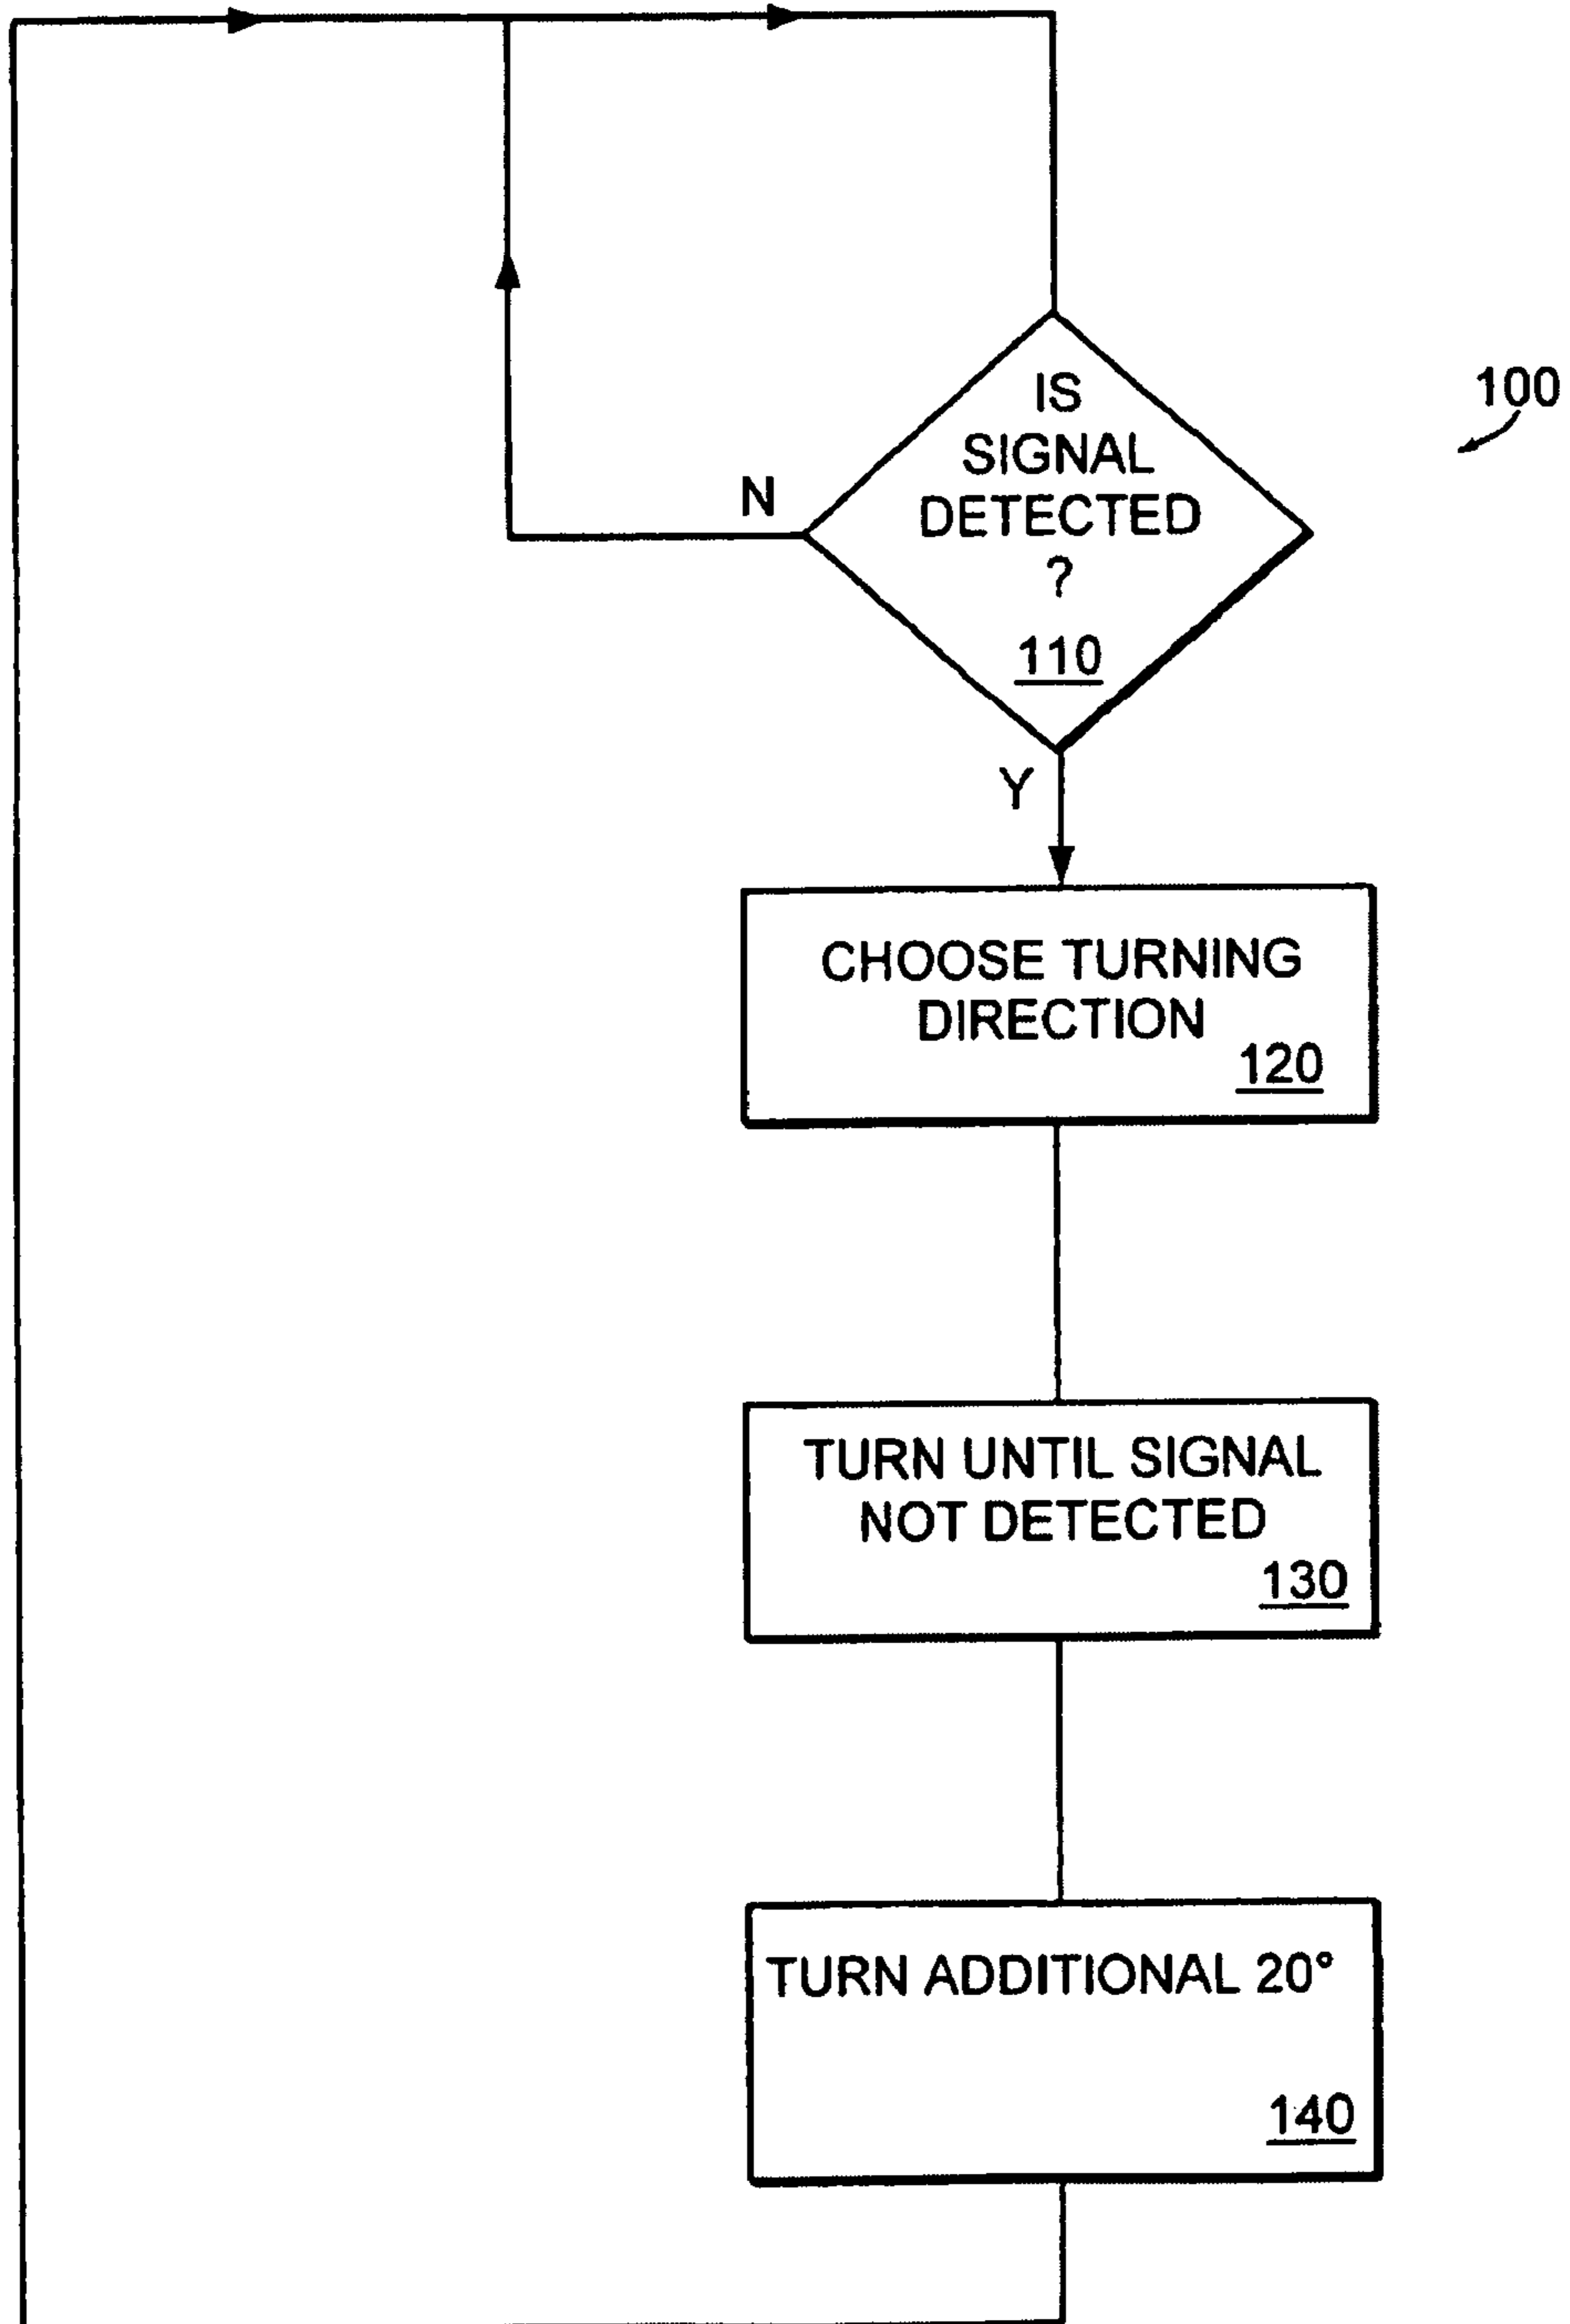 100
IS
SIGNAL
DETECTED
?
110
N
Y
CHOOSE TURNING
DIRECTION
120
TURN UNTIL SIGNAL
NOT DETECTED
130
TURN ADDITIONAL 20°
140